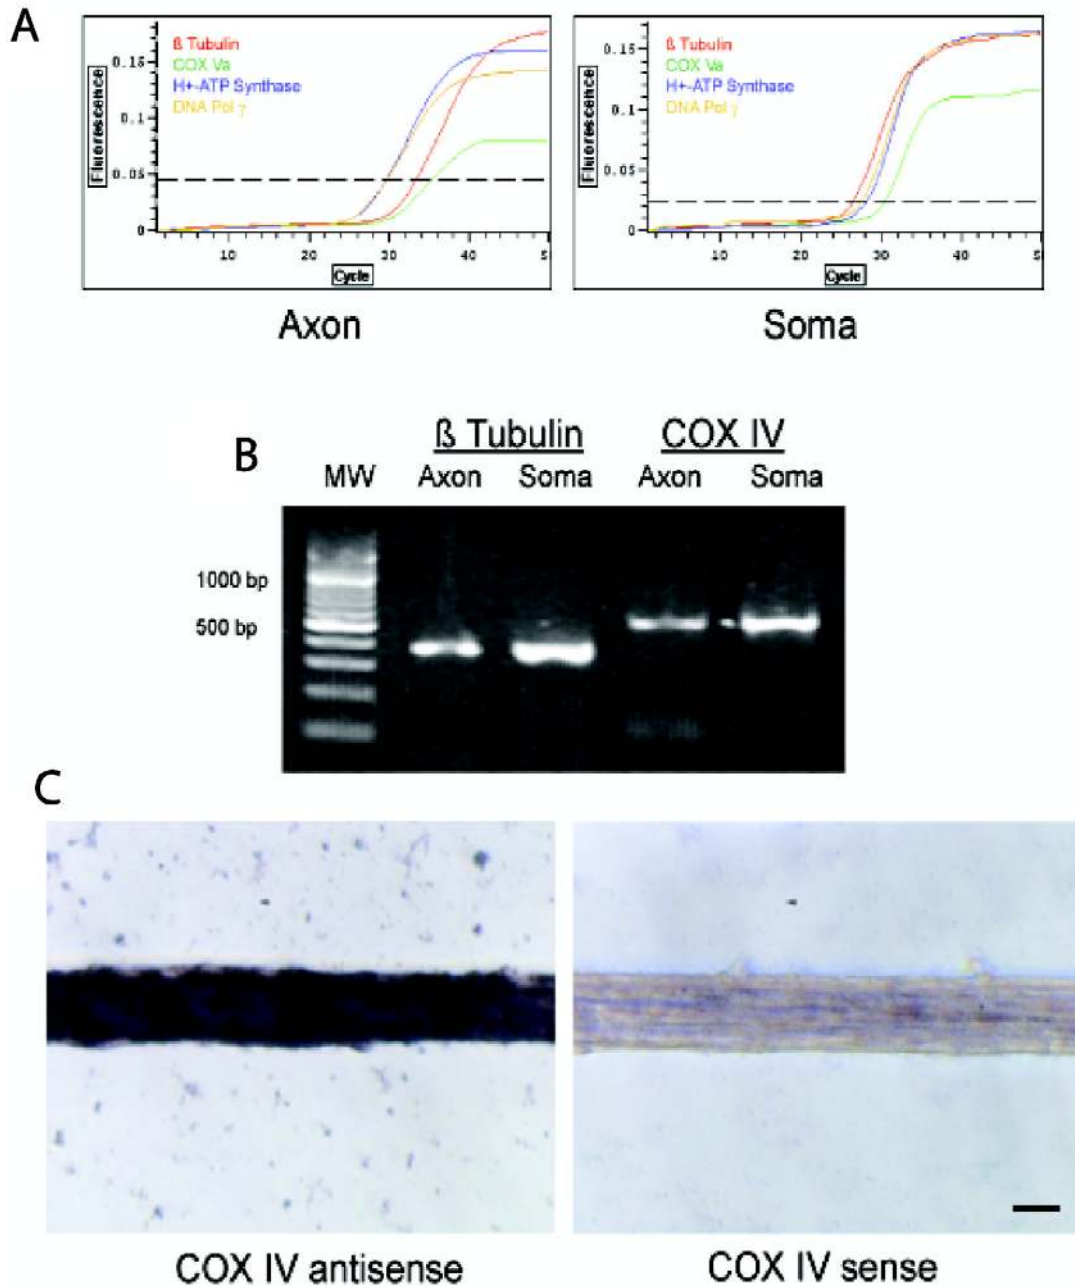 A
ß Tubulin
COX Va
H+-ATP Synthase
DNA Pol γ
Fluorescence
0.15
0.1
0.05
0
10
20
30
40
5
Cycle
Axon
ß Tubulin
COX Va
H+-ATP Synthase
DNA Pol γ
Fluorescence
0.15
0.1
0.05
0
10
20
30
40
5
Cycle
Soma
B
ß Tubulin COX IV
MW Axon Soma Axon Soma
1000 bp
500 bp
C
COX IV antisense
COX IV sense